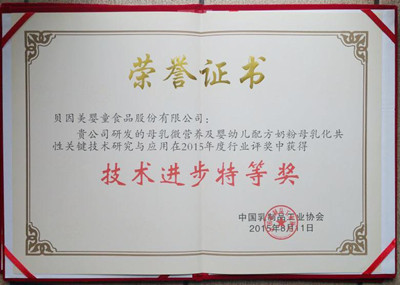 荣誉证书
贝因美婴童食品股份有限公司：
贵公司研发的母乳微营养及婴幼儿配方奶粉母乳化共
性关键技术研究与应用在2015年度行业评奖中获得
技术进步特等奖
中国乳制品工业协会
2015年8月11日